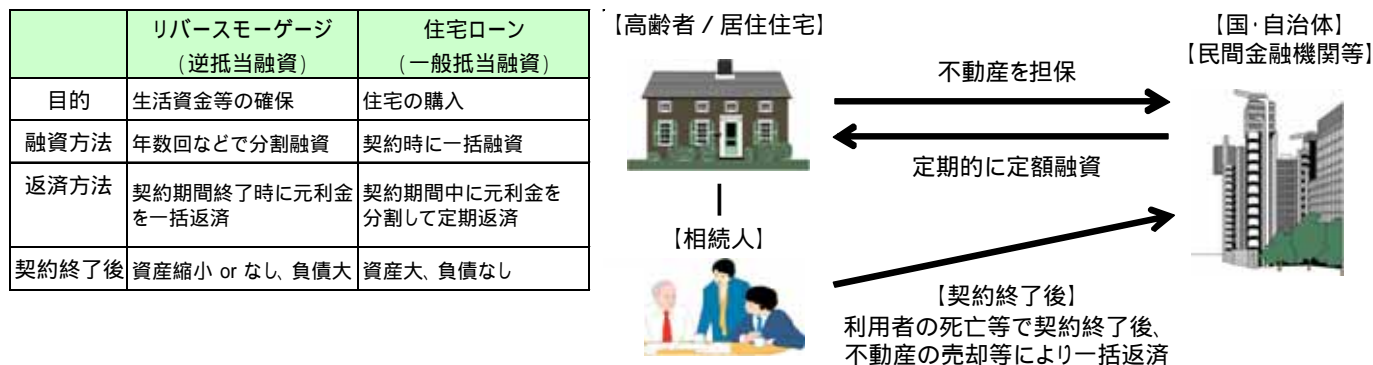 リバースモーゲージ
(逆抵当融資)
住宅ローン
(一般抵当融資)
目的
生活資金等の確保
住宅の購入
融資方法
年数回などで分割融資
契約時に一括融資
返済方法
契約期間終了時に元利金
を一括返済
契約期間中に元利金を
分割して定期返済
契約終了後
資産縮小 or なし、負債大
資産大、負債なし
【高齢者 / 居住住宅】
【国・自治体】
【民間金融機関等】
不動産を担保
定期的に定額融資
【相続人】
【契約終了後】
利用者の死亡等で契約終了後、
不動産の売却等により一括返済